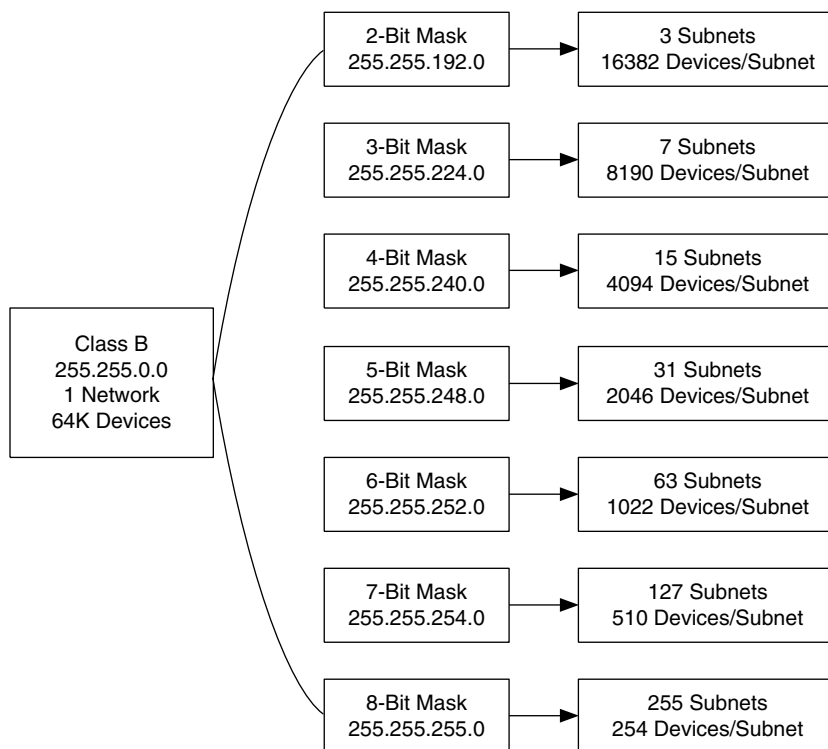 2-Bit Mask
255.255.192.0
3 Subnets
16382 Devices/Subnet
3-Bit Mask
255.255.224.0
7 Subnets
8190 Devices/Subnet
4-Bit Mask
255.255.240.0
15 Subnets
4094 Devices/Subnet
Class B
255.255.0.0
1 Network
64K Devices
5-Bit Mask
255.255.248.0
31 Subnets
2046 Devices/Subnet
6-Bit Mask
255.255.252.0
63 Subnets
1022 Devices/Subnet
7-Bit Mask
255.255.254.0
127 Subnets
510 Devices/Subnet
8-Bit Mask
255.255.255.0
255 Subnets
254 Devices/Subnet